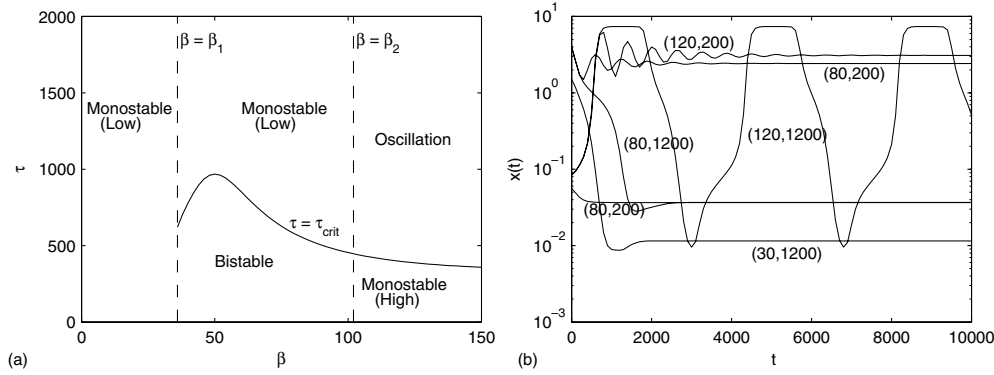 2000
1500
1000
500
0
τ
β = β1
β = β2
Monostable
(Low)
Monostable
(Low)
Oscillation
τ = τcrit
Bistable
Monostable
(High)
0
50
100
150
β
(a)
10^1
10^0
10^−1
10^−2
10^−3
x(t)
(120,200)
(80,200)
(80,1200)
(120,1200)
(80,200)
(30,1200)
0
2000
4000
6000
8000
10000
t
(b)